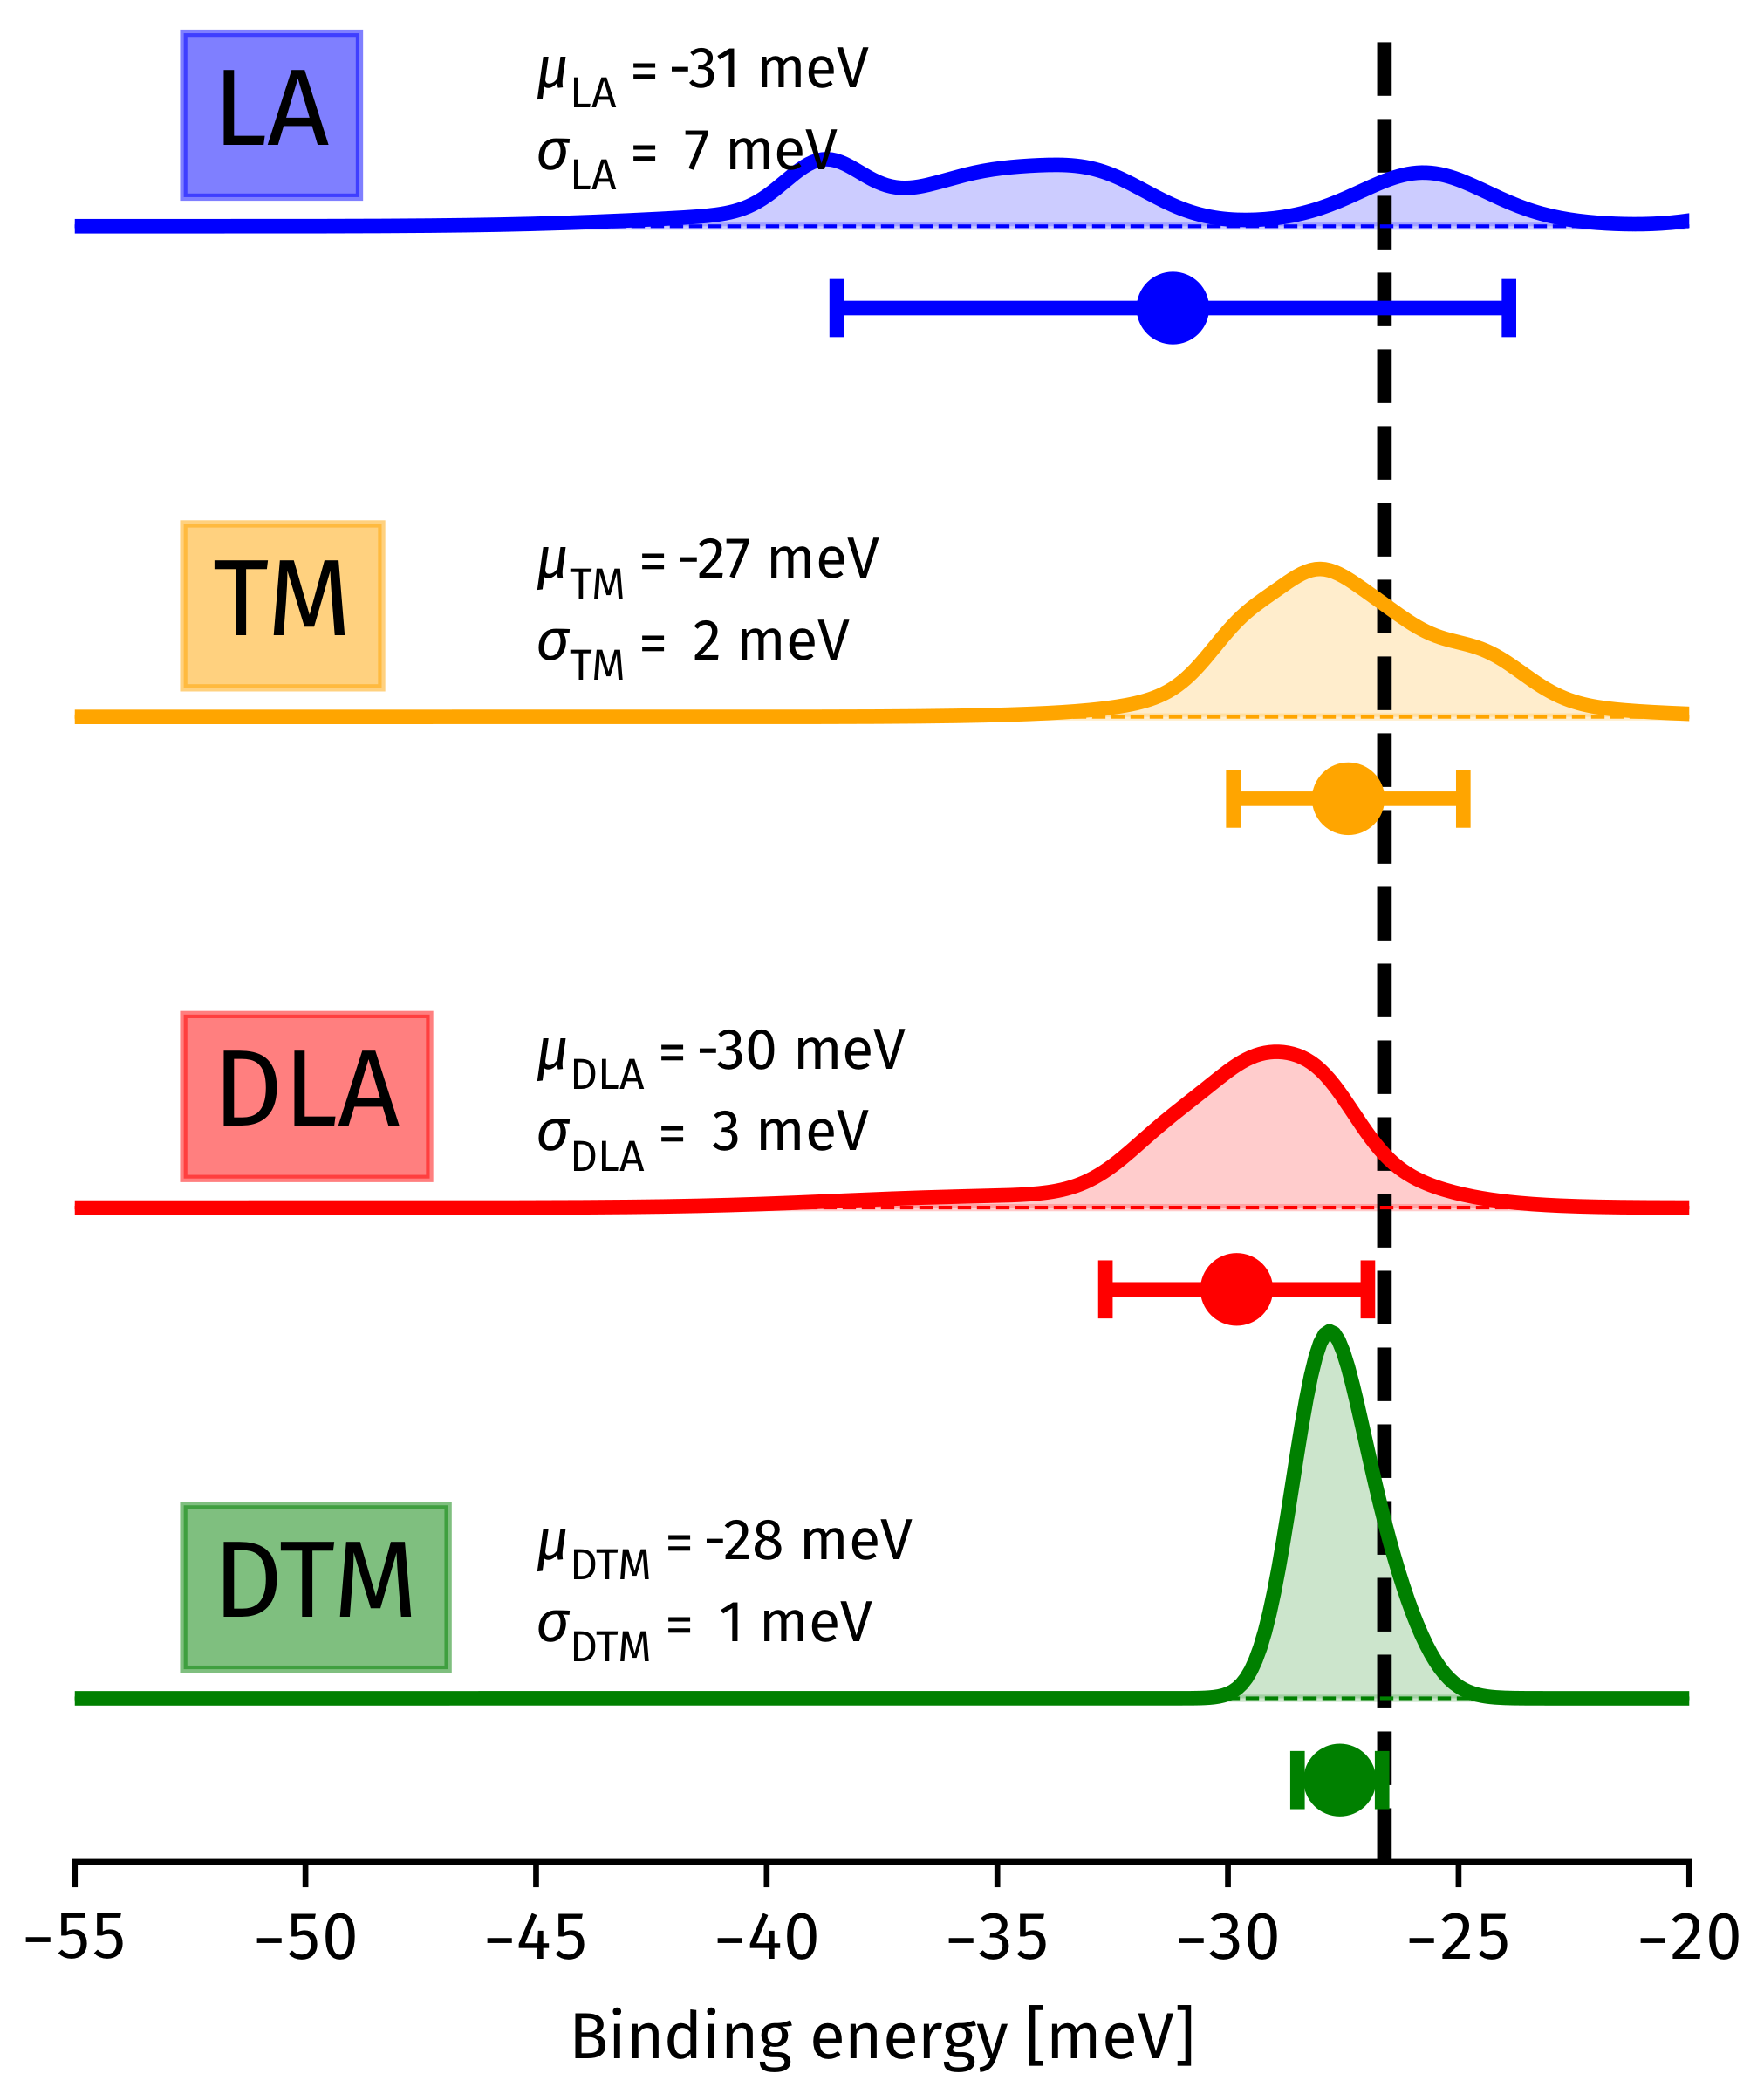 LA
μLA = -31 meV
σLA = 7 meV
TM
μTM = -27 meV
σTM = 2 meV
DLA
μDLA = -30 meV
σDLA = 3 meV
DTM
μDTM = -28 meV
σDTM = 1 meV
−55 −50 −45 −40 −35 −30 −25 −20
Binding energy [meV]